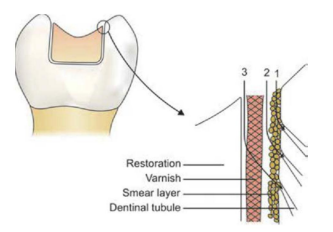 3 2 1
Restoration
Varnish
Smear layer
Dentinal tubule